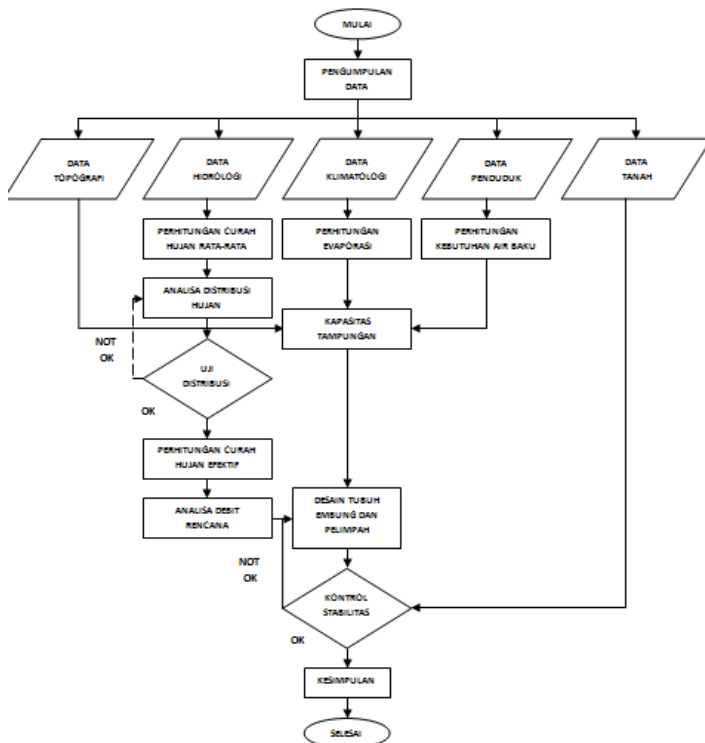 MULAI
PENGUMPULAN
DATA
DATA
TOPOGRAFI
DATA
HIDROLOGI
DATA
KLIMATOLOGI
DATA
PENDUDUK
DATA
TANAH
PERHITUNGAN CURAH
HUJAN RATA-RATA
PERHITUNGAN
EVAPORASI
PERHITUNGAN
KEBUTUHAN AIR BAKU
ANALISA DISTRIBUSI
HUJAN
KAPASITAS
TAMPUNGAN
NOT
OK
UJI
DISTRIBUSI
OK
PERHITUNGAN CURAH
HUJAN EFEKTIF
ANALISA DEBIT
RENCANA
DESAIN TUBUH
EMBUNG DAN
PELIMPAH
NOT
OK
KONTROL
STABILITAS
OK
KESIMPULAN
SELESAI